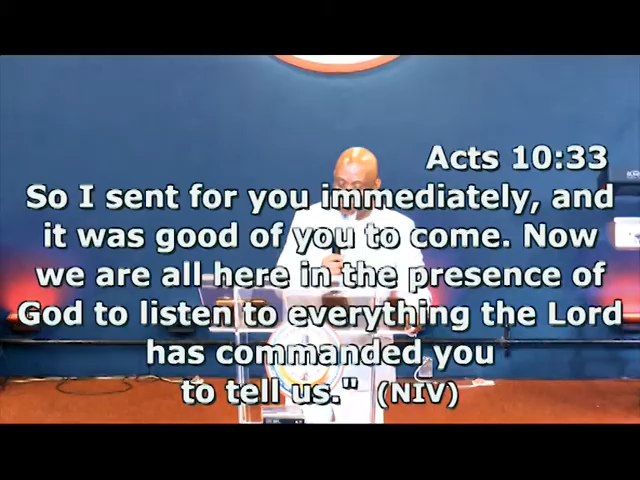 Acts 10:33
So I sent for you immediately, and
it was good of you to come. Now
we are all here in the presence of
God to listen to everything the Lord
has commanded you
to tell us." (NIV)